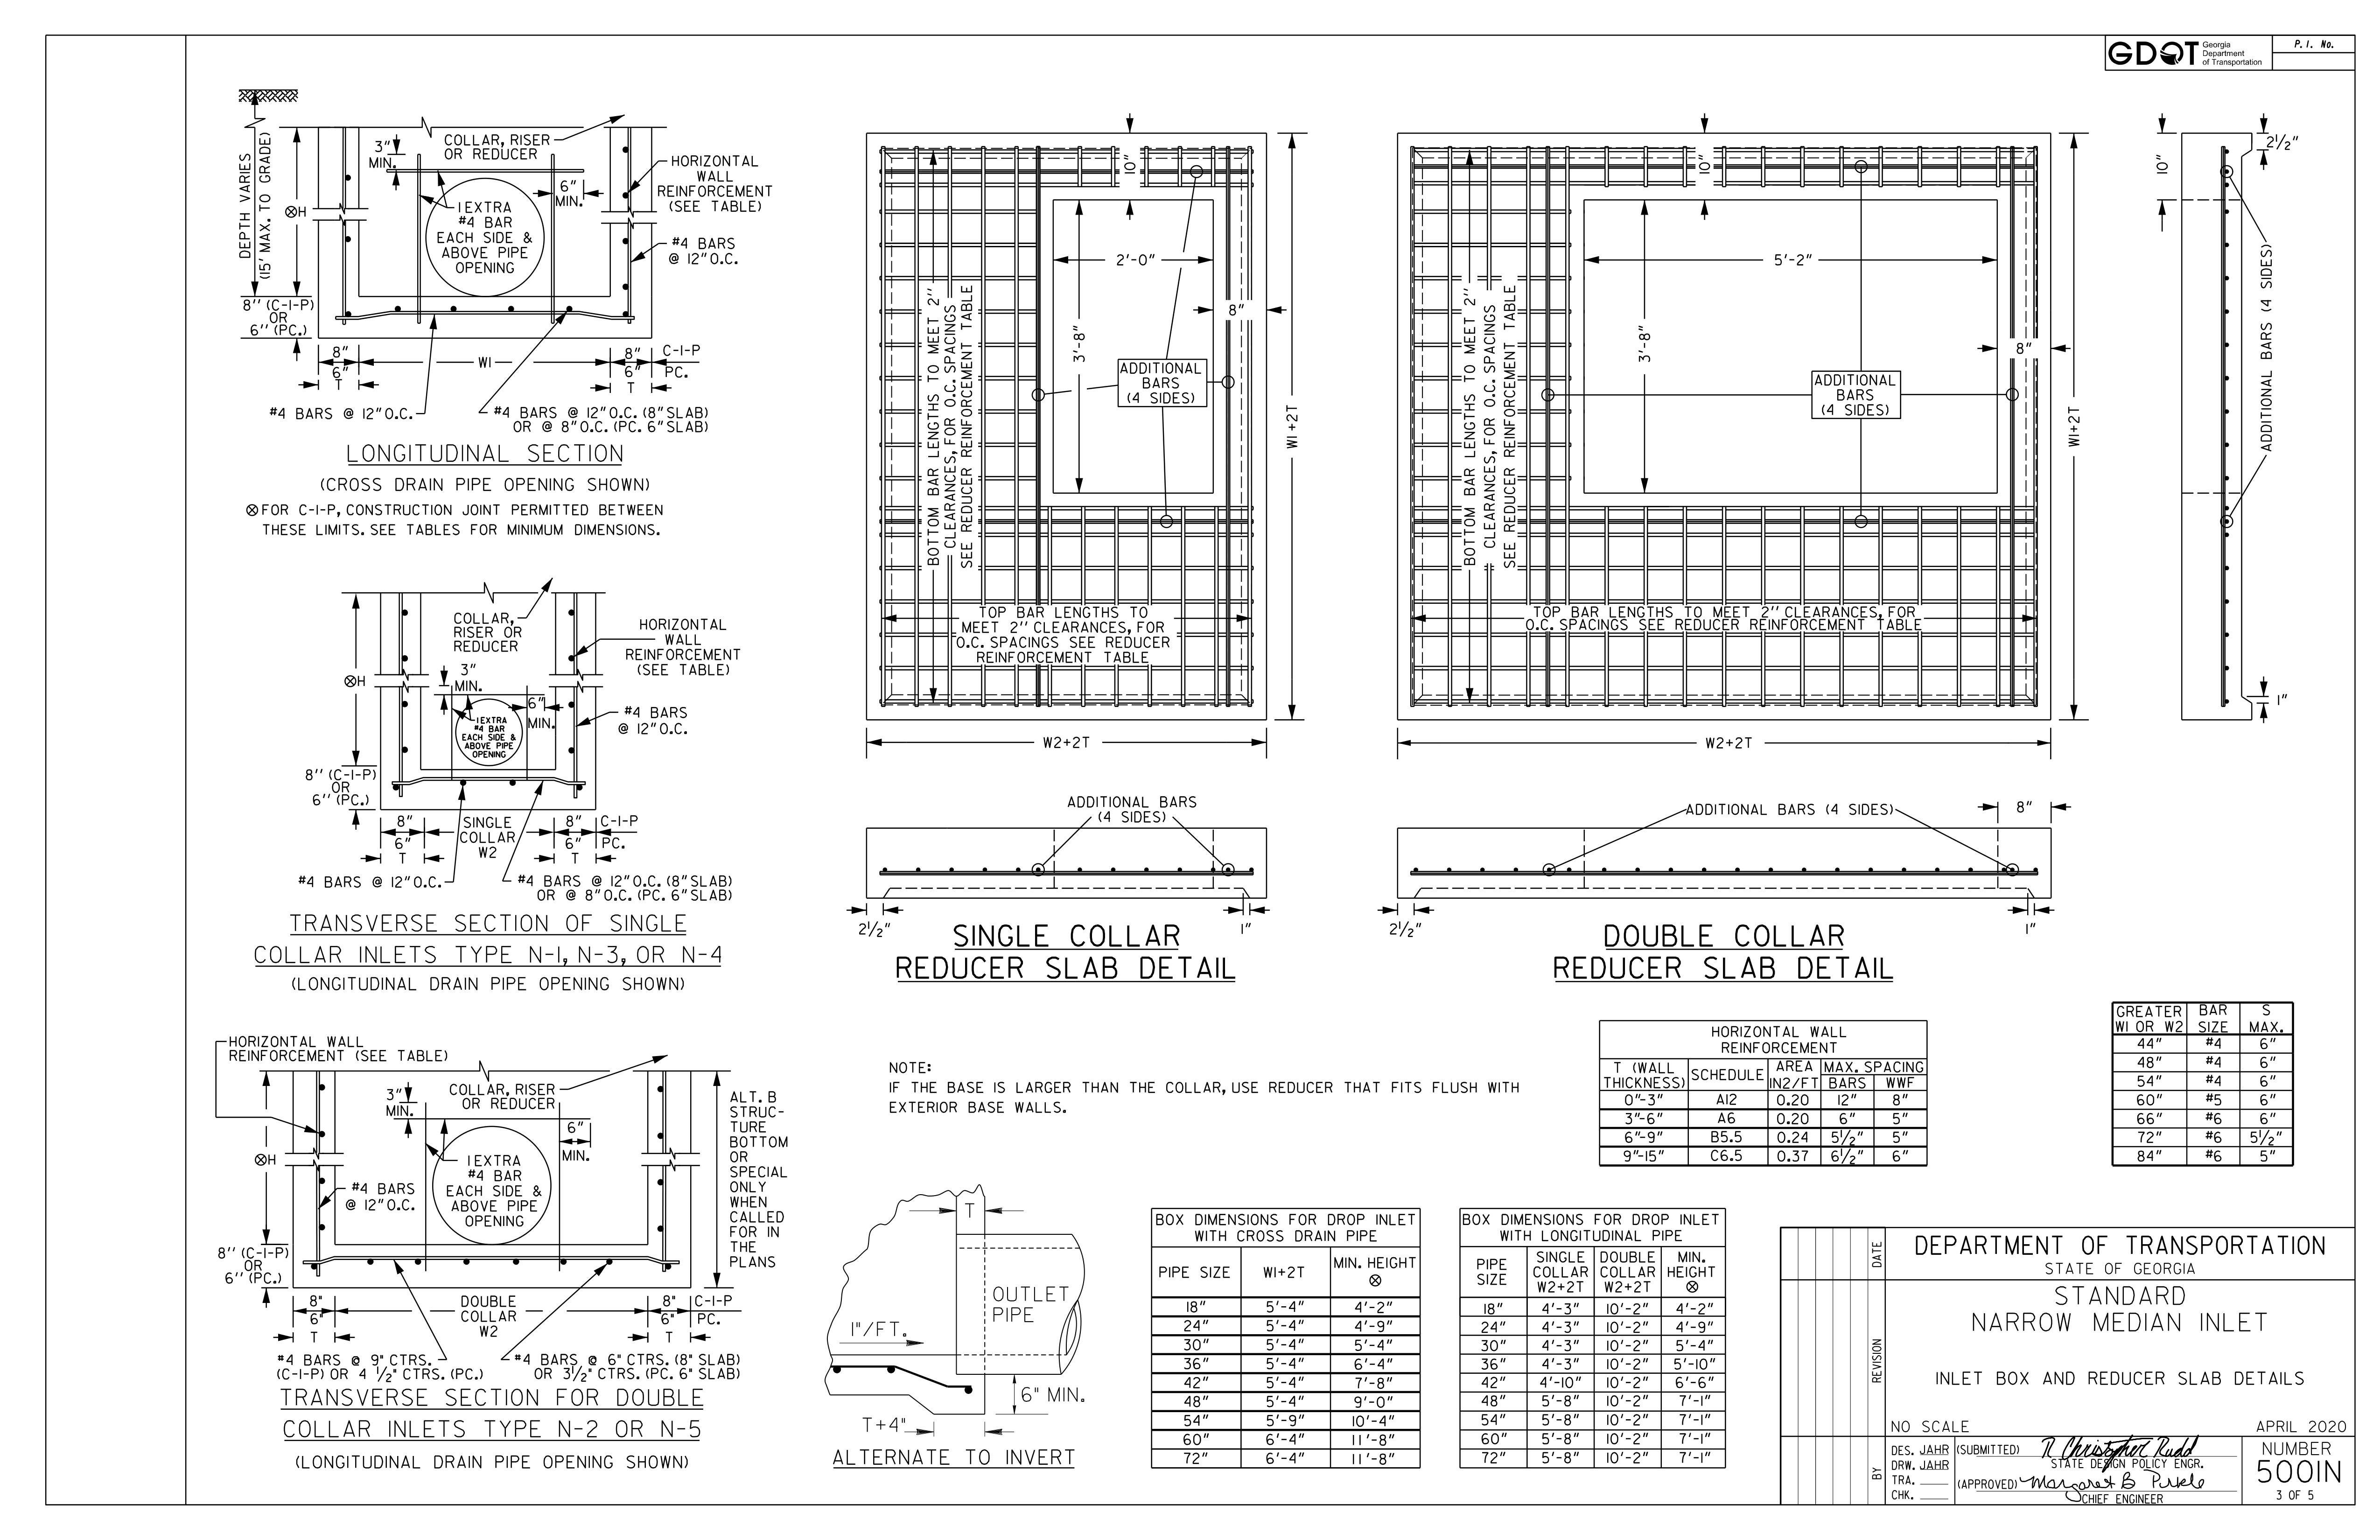 GDOT
Georgia
Department
of Transportation
P. I. No.
DEPTH VARIES
(15' MAX. TO GRADE)
3"
MIN.
COLLAR, RISER
OR REDUCER
HORIZONTAL
WALL
REINFORCEMENT
(SEE TABLE)
6"
MIN.
⊗H
1 EXTRA
#4 BAR
EACH SIDE &
ABOVE PIPE
OPENING
#4 BARS
@ 12" O.C.
8'' (C-I-P)
OR
6'' (PC.)
8" W1 8" C-I-P
6" 6" PC.
T T
#4 BARS @ 12" O.C.
#4 BARS @ 12" O.C. (8" SLAB)
OR @ 8" O.C. (PC. 6" SLAB)
LONGITUDINAL SECTION
(CROSS DRAIN PIPE OPENING SHOWN)
⊗ FOR C-I-P, CONSTRUCTION JOINT PERMITTED BETWEEN
THESE LIMITS. SEE TABLES FOR MINIMUM DIMENSIONS.
COLLAR,
RISER OR
REDUCER
HORIZONTAL
WALL
REINFORCEMENT
(SEE TABLE)
⊗H
3"
MIN.
6"
MIN.
1 EXTRA
#4 BAR
EACH SIDE &
ABOVE PIPE
OPENING
#4 BARS
@ 12" O.C.
8'' (C-I-P)
OR
6'' (PC.)
8" SINGLE 8" C-I-P
6" COLLAR 6" PC.
T W2 T
#4 BARS @ 12" O.C.
#4 BARS @ 12" O.C. (8" SLAB)
OR @ 8" O.C. (PC. 6" SLAB)
TRANSVERSE SECTION OF SINGLE
COLLAR INLETS TYPE N-1, N-3, OR N-4
(LONGITUDINAL DRAIN PIPE OPENING SHOWN)
HORIZONTAL WALL
REINFORCEMENT (SEE TABLE)
3"
MIN.
COLLAR, RISER
OR REDUCER
6"
MIN.
⊗H
1 EXTRA
#4 BAR
EACH SIDE &
ABOVE PIPE
OPENING
#4 BARS
@ 12" O.C.
ALT. B
STRUC-
TURE
BOTTOM
OR
SPECIAL
ONLY
WHEN
CALLED
FOR IN
THE
PLANS
8'' (C-I-P)
OR
6'' (PC.)
8" DOUBLE 8" C-I-P
6" COLLAR 6" PC.
T W2 T
#4 BARS @ 9" CTRS.
(C-I-P) OR 4 1/2" CTRS. (PC.)
#4 BARS @ 6" CTRS. (8" SLAB)
OR 3 1/2" CTRS. (PC. 6" SLAB)
TRANSVERSE SECTION FOR DOUBLE
COLLAR INLETS TYPE N-2 OR N-5
(LONGITUDINAL DRAIN PIPE OPENING SHOWN)
10"
2'-0"
8"
3'-8"
W1+2T
BOTTOM BAR LENGTHS TO MEET 2''
CLEARANCES, FOR O.C. SPACINGS
SEE REDUCER REINFORCEMENT TABLE
ADDITIONAL
BARS
(4 SIDES)
TOP BAR LENGTHS TO
MEET 2'' CLEARANCES, FOR
O.C. SPACINGS SEE REDUCER
REINFORCEMENT TABLE
W2+2T
ADDITIONAL BARS
(4 SIDES)
2 1/2"
1"
SINGLE COLLAR
REDUCER SLAB DETAIL
10"
5'-2"
8"
3'-8"
W1+2T
BOTTOM BAR LENGTHS TO MEET 2''
CLEARANCES, FOR O.C. SPACINGS
SEE REDUCER REINFORCEMENT TABLE
ADDITIONAL
BARS
(4 SIDES)
TOP BAR LENGTHS TO MEET 2'' CLEARANCES, FOR
O.C. SPACINGS SEE REDUCER REINFORCEMENT TABLE
W2+2T
ADDITIONAL BARS (4 SIDES)
8"
2 1/2"
1"
DOUBLE COLLAR
REDUCER SLAB DETAIL
10"
2 1/2"
ADDITIONAL BARS (4 SIDES)
1"
NOTE:
IF THE BASE IS LARGER THAN THE COLLAR, USE REDUCER THAT FITS FLUSH WITH
EXTERIOR BASE WALLS.
HORIZONTAL WALL
REINFORCEMENT
T (WALL THICKNESS) SCHEDULE AREA IN2/FT MAX. SPACING BARS WWF
0"-3" A12 0.20 12" 8"
3"-6" A6 0.20 6" 5"
6"-9" B5.5 0.24 5 1/2" 5"
9"-15" C6.5 0.37 6 1/2" 6"
GREATER W1 OR W2 BAR SIZE S MAX.
44" #4 6"
48" #4 6"
54" #4 6"
60" #5 6"
66" #6 6"
72" #6 5 1/2"
84" #6 5"
T
OUTLET
PIPE
1"/FT.
6" MIN.
T+4"
ALTERNATE TO INVERT
BOX DIMENSIONS FOR DROP INLET
WITH CROSS DRAIN PIPE
PIPE SIZE W1+2T MIN. HEIGHT ⊗
18" 5'-4" 4'-2"
24" 5'-4" 4'-9"
30" 5'-4" 5'-4"
36" 5'-4" 6'-4"
42" 5'-4" 7'-8"
48" 5'-4" 9'-0"
54" 5'-9" 10'-4"
60" 6'-4" 11'-8"
72" 6'-4" 11'-8"
BOX DIMENSIONS FOR DROP INLET
WITH LONGITUDINAL PIPE
PIPE SIZE SINGLE COLLAR W2+2T DOUBLE COLLAR W2+2T MIN. HEIGHT ⊗
18" 4'-3" 10'-2" 4'-2"
24" 4'-3" 10'-2" 4'-9"
30" 4'-3" 10'-2" 5'-4"
36" 4'-3" 10'-2" 5'-10"
42" 4'-10" 10'-2" 6'-6"
48" 5'-8" 10'-2" 7'-1"
54" 5'-8" 10'-2" 7'-1"
60" 5'-8" 10'-2" 7'-1"
72" 5'-8" 10'-2" 7'-1"
DATE
REVISION
BY
DEPARTMENT OF TRANSPORTATION
STATE OF GEORGIA
STANDARD
NARROW MEDIAN INLET
INLET BOX AND REDUCER SLAB DETAILS
NO SCALE APRIL 2020
DES. JAHR
DRW. JAHR
TRA.
CHK.
(SUBMITTED) R. Christopher Rudd
STATE DESIGN POLICY ENGR.
(APPROVED) Margaret B Pirkle
CHIEF ENGINEER
NUMBER
5001N
3 OF 5